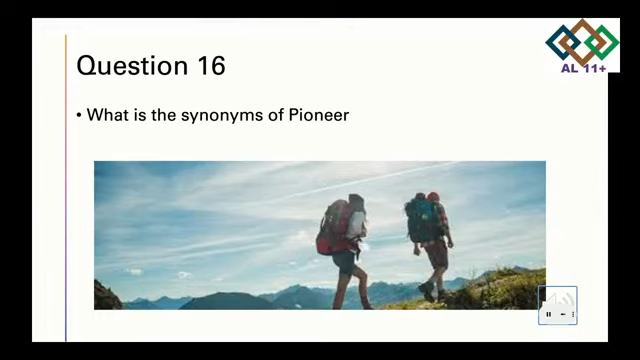 AL 11+
Question 16
• What is the synonyms of Pioneer